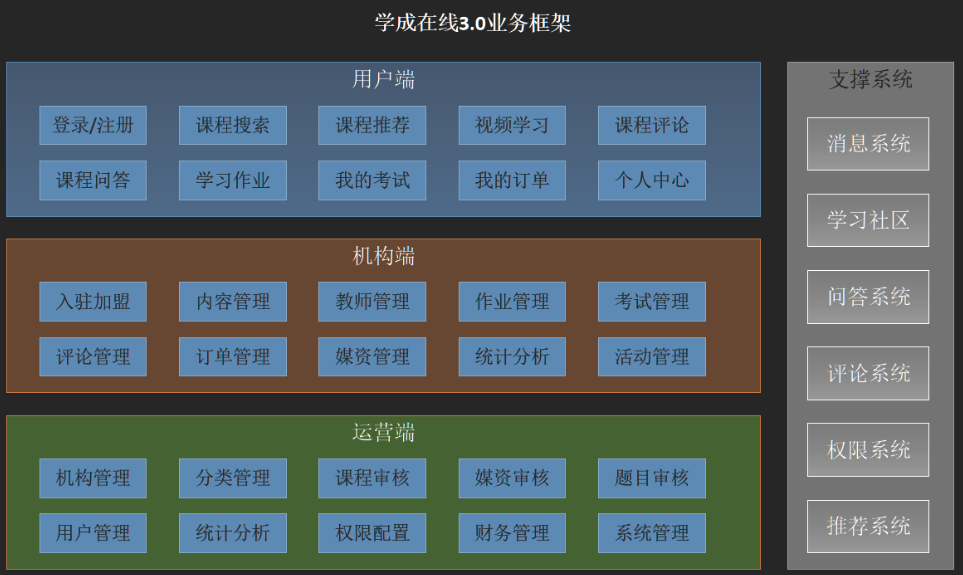 学成在线3.0业务框架
用户端
登录/注册 课程搜索 课程推荐 视频学习 课程评论
课程问答 学习作业 我的考试 我的订单 个人中心
机构端
入驻加盟 内容管理 教师管理 作业管理 考试管理
评论管理 订单管理 媒资管理 统计分析 活动管理
运营端
机构管理 分类管理 课程审核 媒资审核 题目审核
用户管理 统计分析 权限配置 财务管理 系统管理
支撑系统
消息系统
学习社区
问答系统
评论系统
权限系统
推荐系统